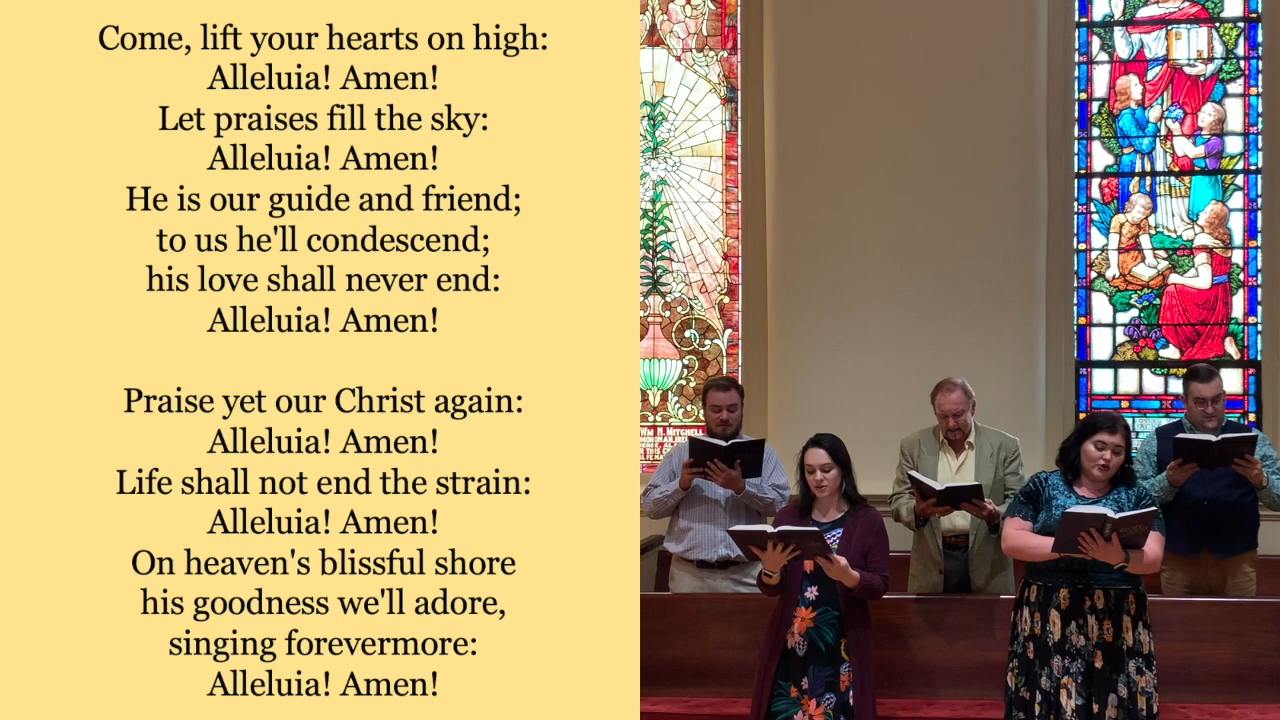 Come, lift your hearts on high:
Alleluia! Amen!
Let praises fill the sky:
Alleluia! Amen!
He is our guide and friend;
to us he'll condescend;
his love shall never end:
Alleluia! Amen!
Praise yet our Christ again:
Alleluia! Amen!
Life shall not end the strain:
Alleluia! Amen!
On heaven's blissful shore
his goodness we'll adore,
singing forevermore:
Alleluia! Amen!
WM H. MITCHELL